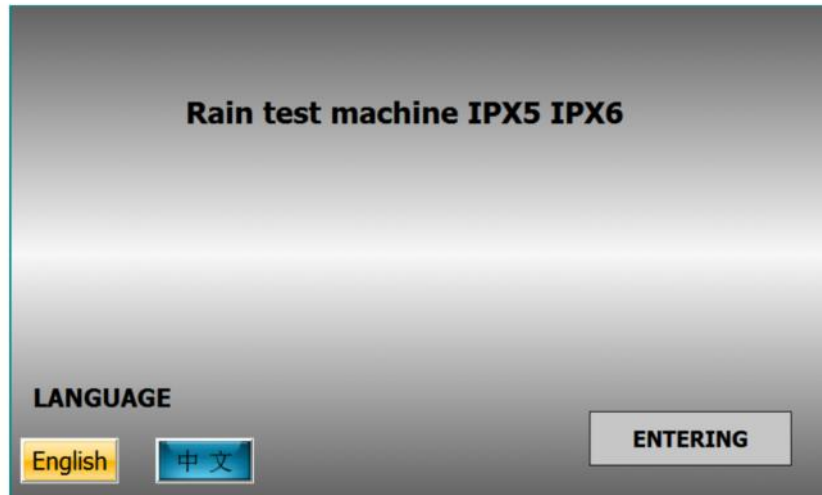 Rain test machine IPX5 IPX6
LANGUAGE
English
中文
ENTERING